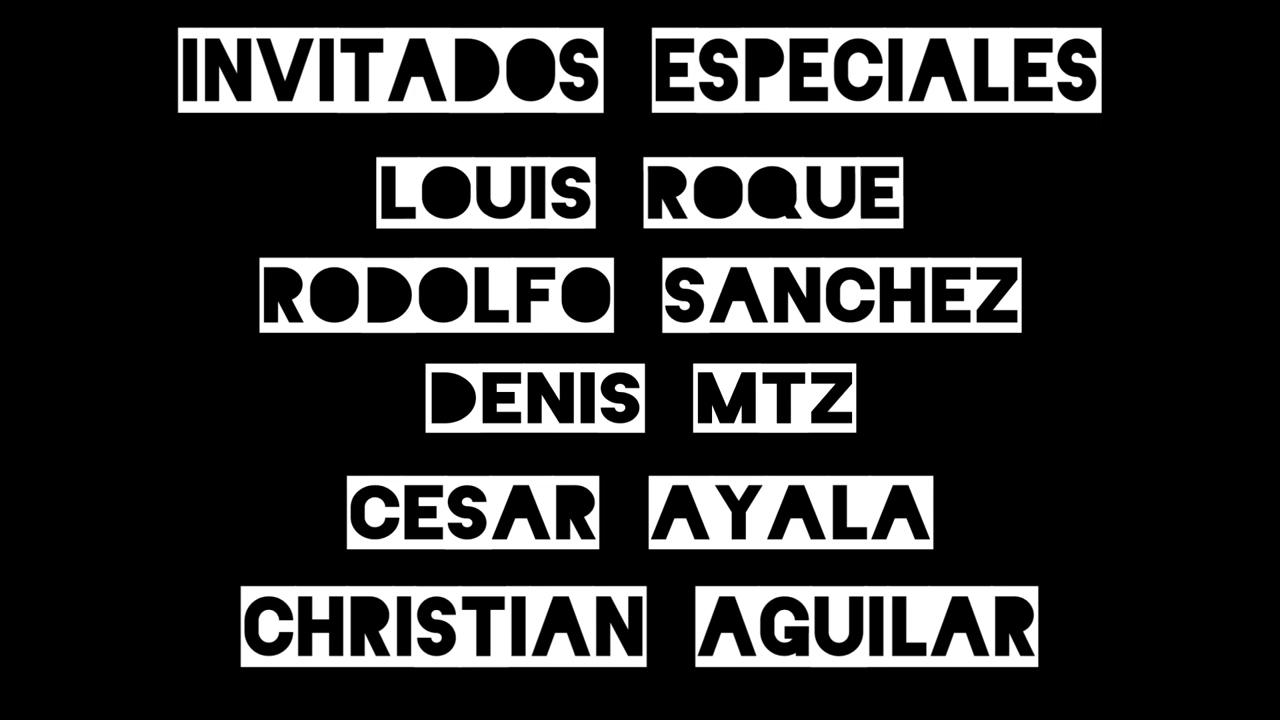 INVITADOS ESPECIALES
LOUIS ROQUE
RODOLFO SANCHEZ
DENIS MTZ
CESAR AYALA
CHRISTIAN AGUILAR